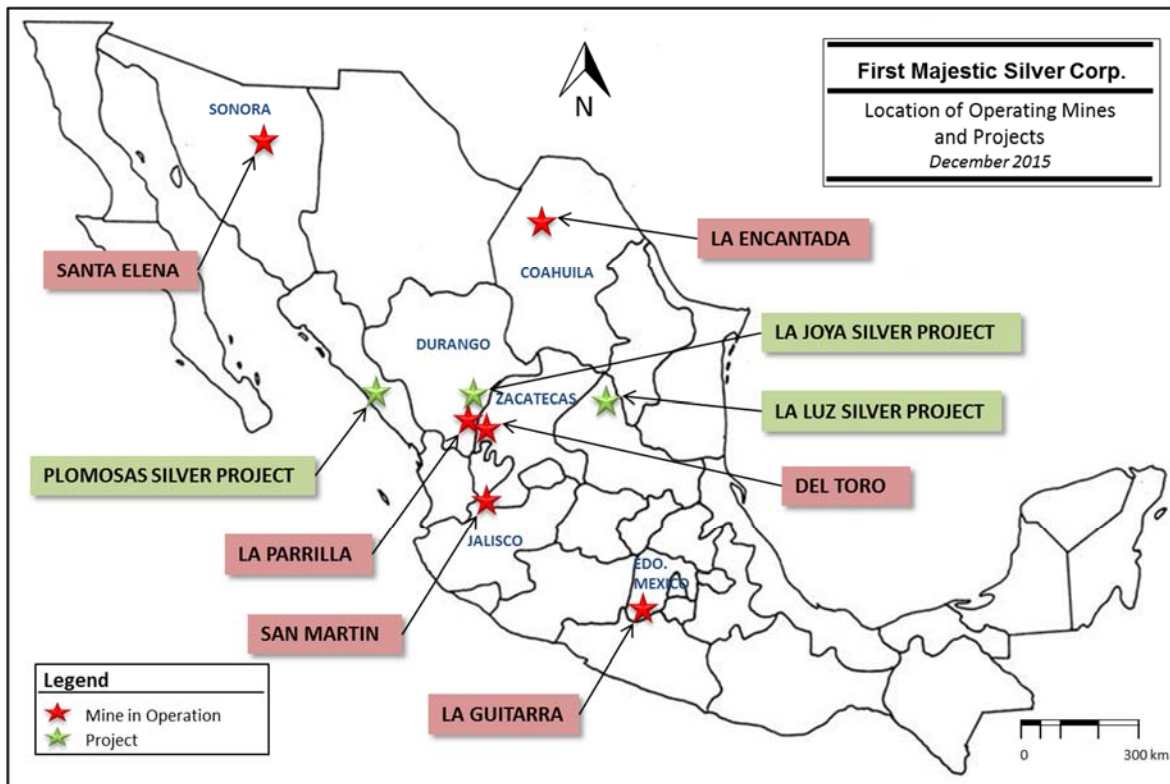 First Majestic Silver Corp.
Location of Operating Mines
and Projects
December 2015
N
SONORA
SANTA ELENA
LA ENCANTADA
COAHUILA
DURANGO
LA JOYA SILVER PROJECT
ZACATECAS
LA LUZ SILVER PROJECT
PLOMOSAS SILVER PROJECT
DEL TORO
LA PARRILLA
JALISCO
EDO.
MEXICO
SAN MARTIN
LA GUITARRA
Legend
Mine in Operation
Project
0 300 km